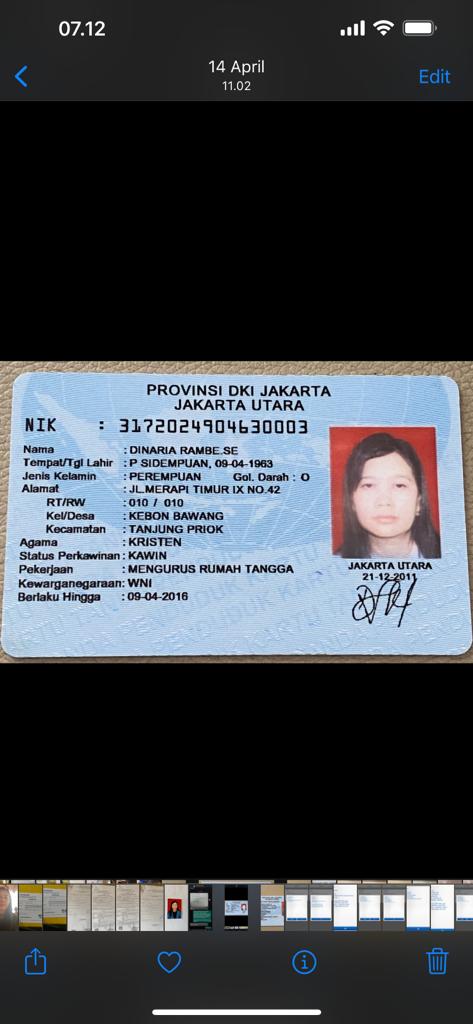 07.12
14 April
Edit
11.02
PROVINSI DKI JAKARTA
JAKARTA UTARA
NIK : 3172024904630003
Nama : DINARIA RAMBE.SE
Tempat/Tgl Lahir : P SIDEMPUAN, 09-04-1963
Jenis Kelamin : PEREMPUAN Gol. Darah : O
Alamat : JL.MERAPI TIMUR IX NO.42
RT/RW : 010 / 010
Kel/Desa : KEBON BAWANG
Kecamatan : TANJUNG PRIOK
Agama : KRISTEN
Status Perkawinan : KAWIN
Pekerjaan : MENGURUS RUMAH TANGGA
Kewarganegaraan: WNI
Berlaku Hingga : 09-04-2016
JAKARTA UTARA
21-12-2011